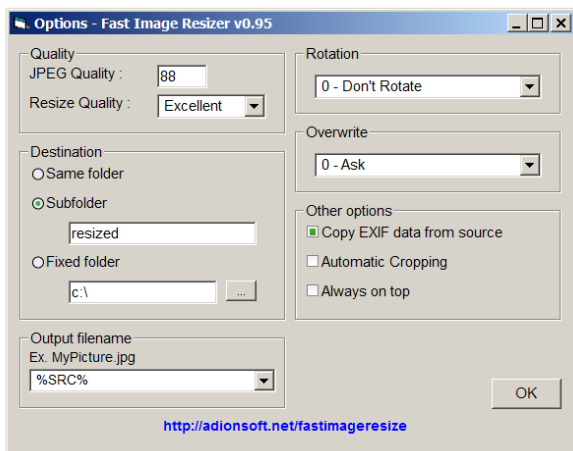 Options - Fast Image Resizer v0.95
Quality
JPEG Quality :
88
Resize Quality :
Excellent
Destination
Same folder
Subfolder
resized
Fixed folder
c:\
...
Output filename
Ex. MyPicture.jpg
%SRC%
Rotation
0 - Don't Rotate
Overwrite
0 - Ask
Other options
Copy EXIF data from source
Automatic Cropping
Always on top
OK
http://adionsoft.net/fastimageresize